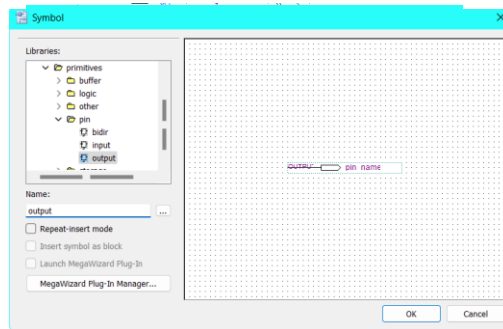 Symbol
Libraries:
primitives
buffer
logic
other
pin
bidir
input
output
Name:
output
...
Repeat-insert mode
Insert symbol as block
Launch MegaWizard Plug-In
MegaWizard Plug-In Manager...
OUTPUT
pin_name
OK
Cancel